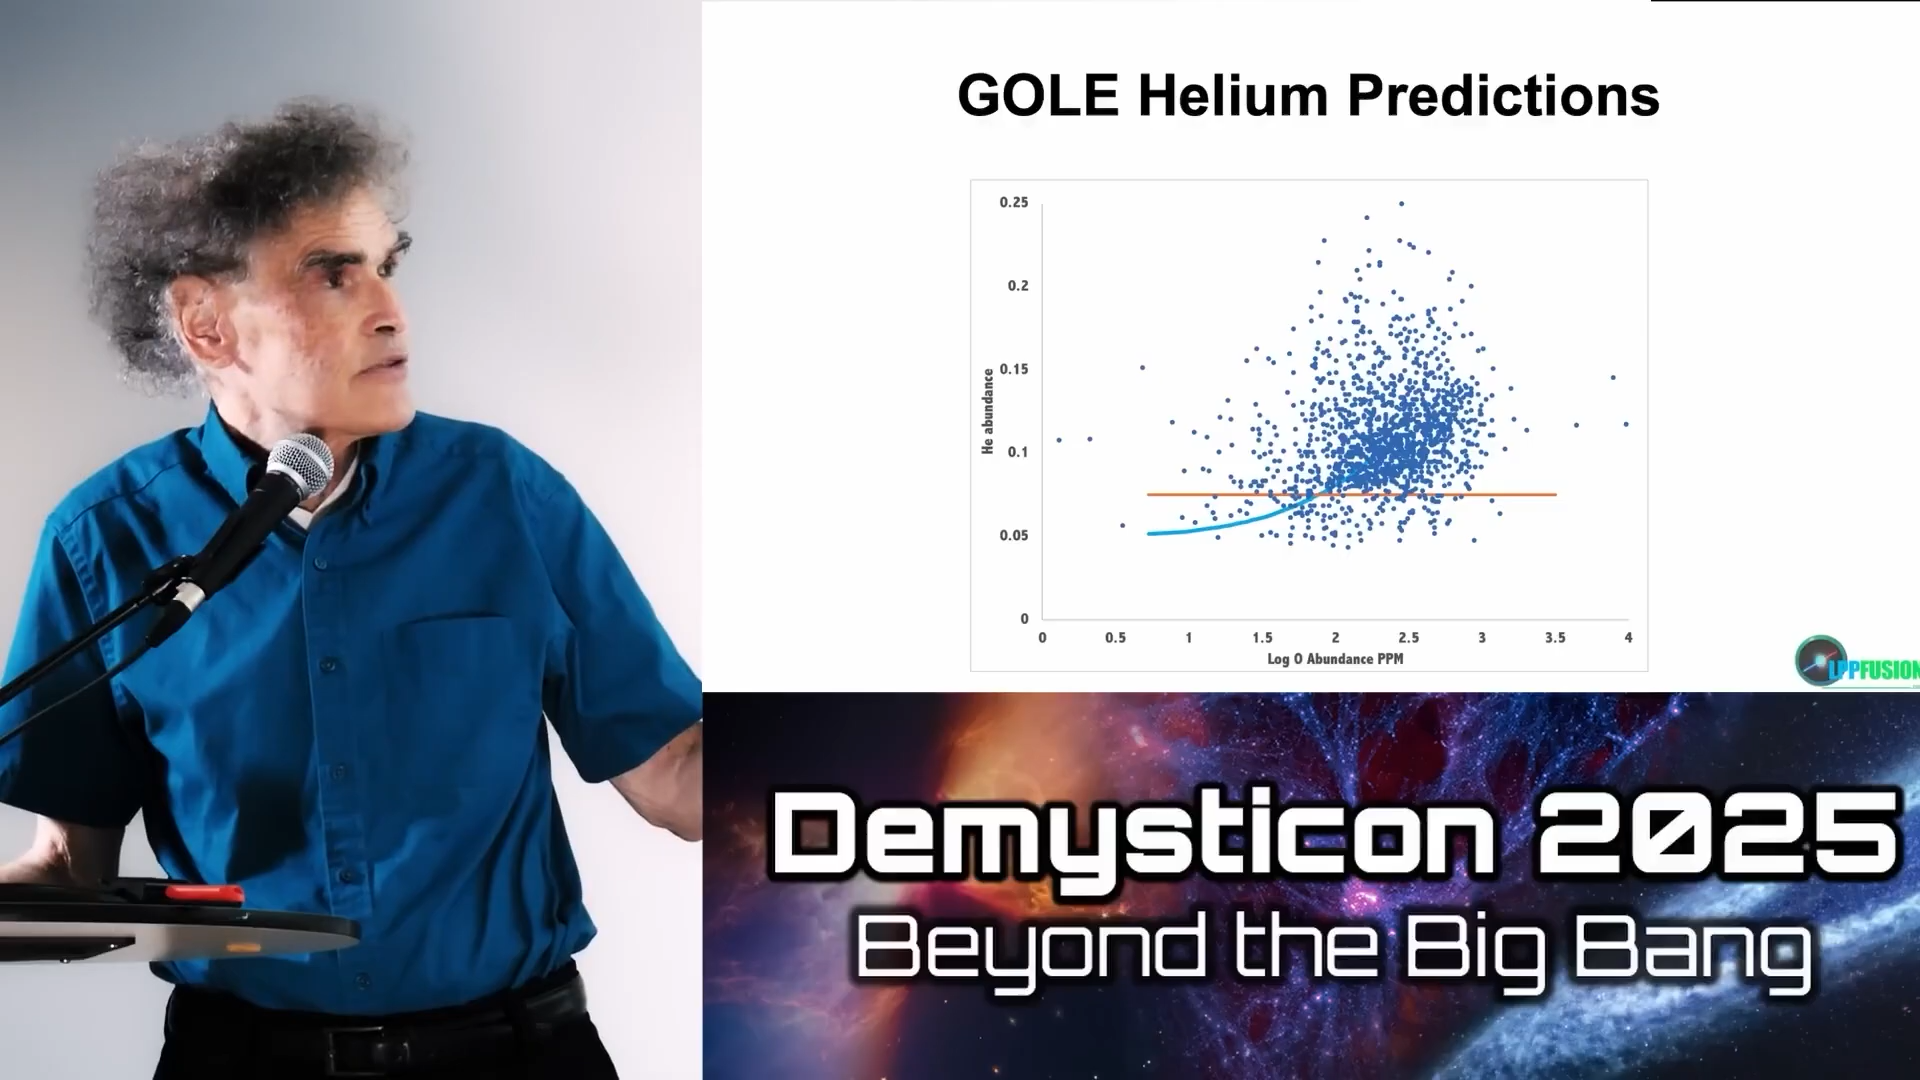 GOLE Helium Predictions
0.25
0.2
0.15
0.1
0.05
0
He abundance
0 0.5 1 1.5 2 2.5 3 3.5 4
Log O Abundance PPM
LPPFUSION
Demysticon 2025
Beyond the Big Bang